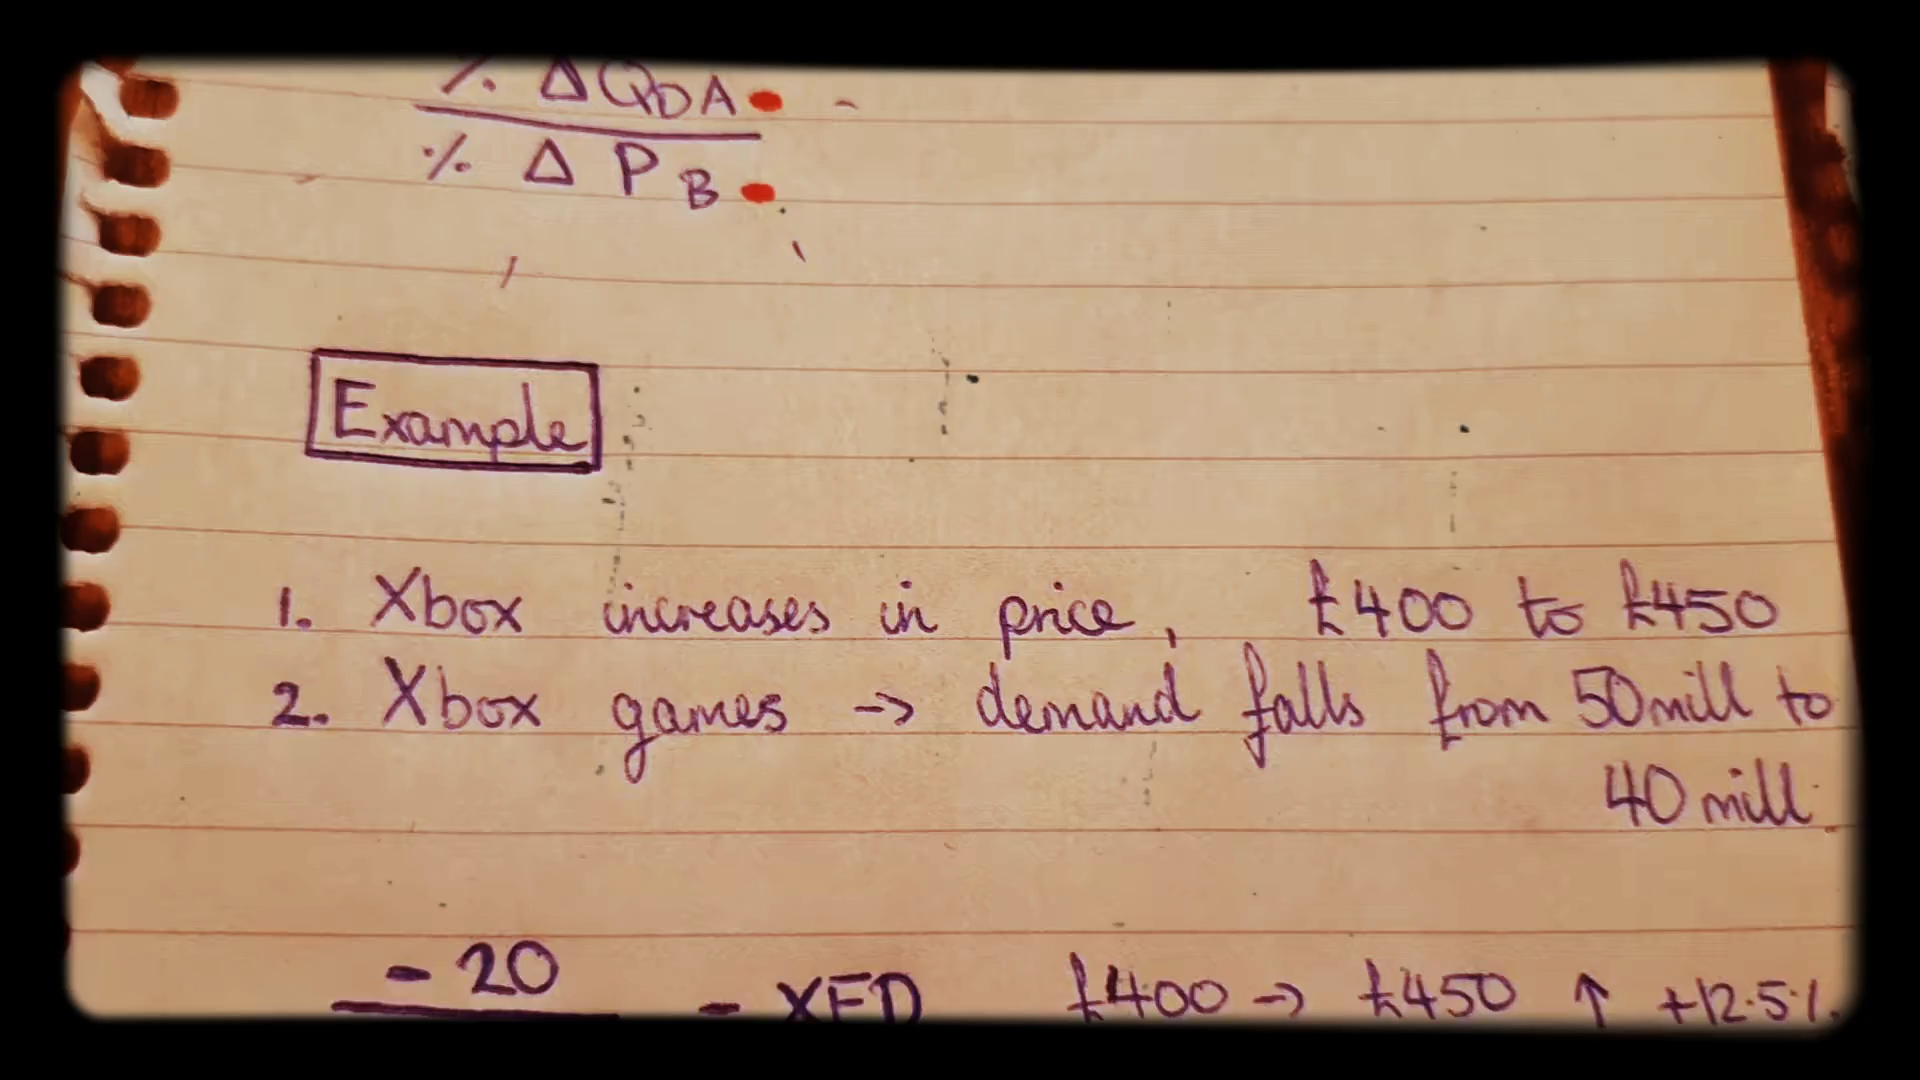 % ΔQDA
% Δ P B
Example
1. Xbox increases in price, £400 to £450
2. Xbox games -> demand falls from 50mill to
40 mill
- 20
= XED £400 -> £450 ↑ +12.5%